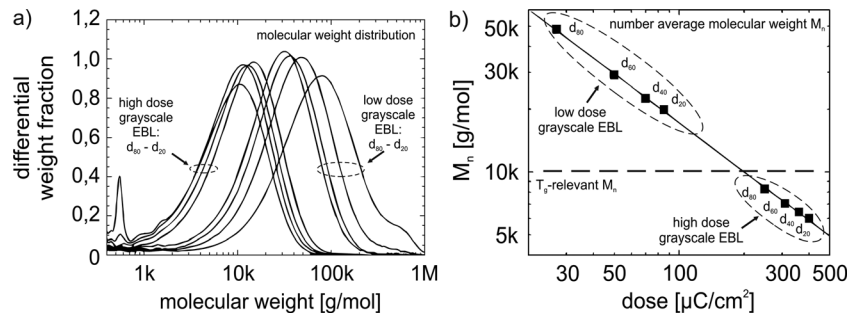 a)
molecular weight distribution
differential
weight fraction
1,2
1,0
0,8
0,6
0,4
0,2
0
high dose
grayscale
EBL:
d₈₀ - d₂₀
low dose
grayscale
EBL:
d₈₀ - d₂₀
1k
10k
100k
1M
molecular weight [g/mol]
b)
number average molecular weight Mₙ
Mₙ [g/mol]
50k
30k
10k
5k
d₈₀
d₆₀
d₄₀
d₂₀
low dose
grayscale EBL
T₉-relevant Mₙ
d₈₀
d₆₀
d₄₀
d₂₀
high dose
grayscale EBL
30
50
100
300
500
dose [µC/cm²]